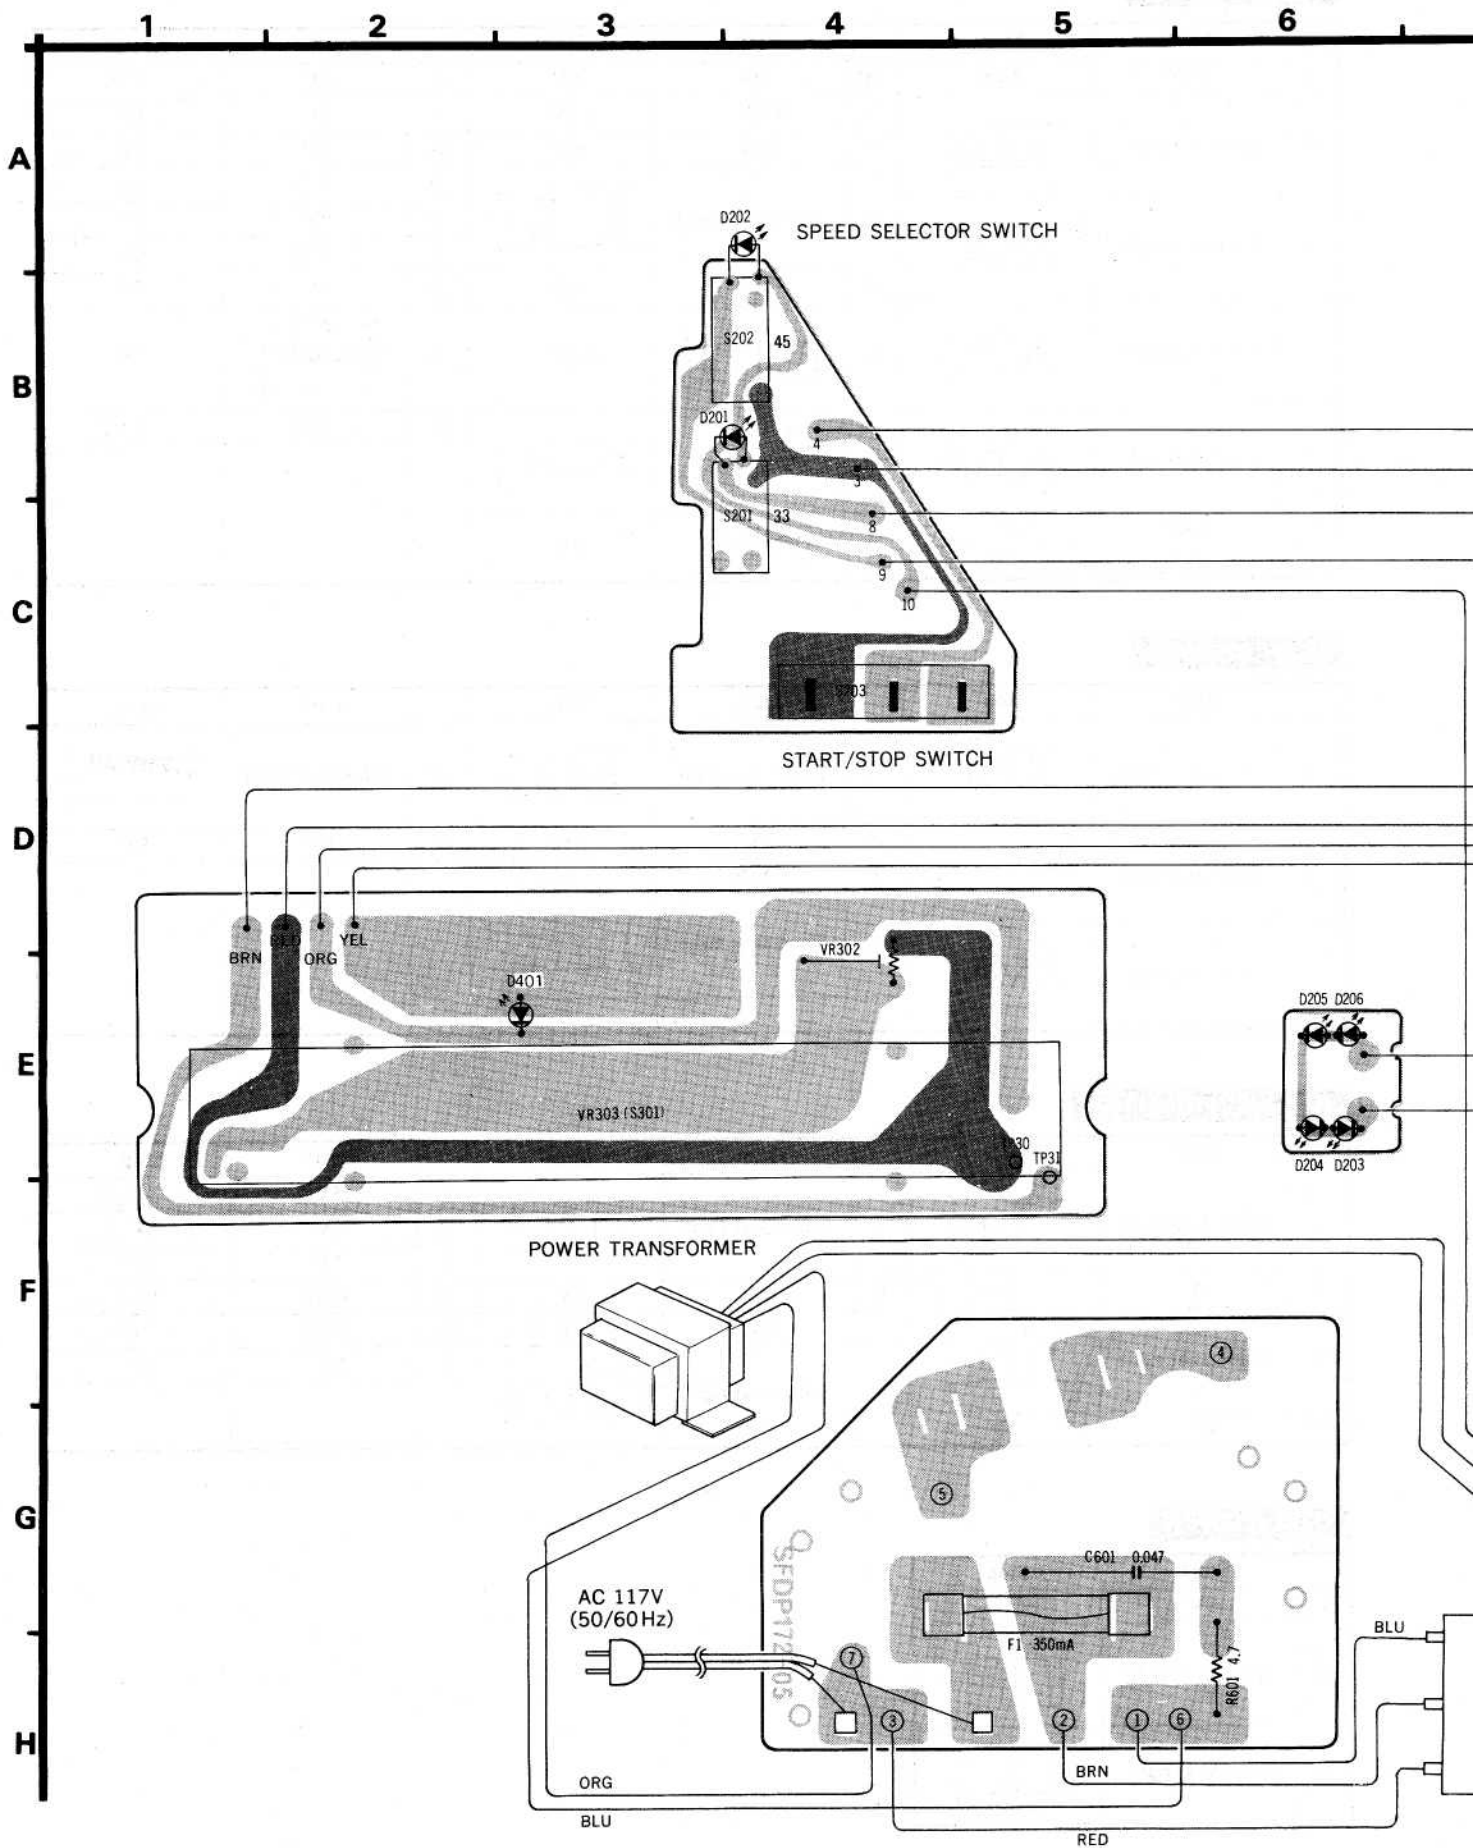 1 2 3 4 5 6
A
D202
SPEED SELECTOR SWITCH
S202 45
B
D201
4
3
S201 33
8
9
10
C
S203
START/STOP SWITCH
D
BRN RED ORG YEL
VR302
D401
D205 D206
E
VR303 (S301)
TP31
D204 D203
POWER TRANSFORMER
F
4
5
G
C601 0.047
AC 117V
(50/60Hz)
F1 350mA
R601 4.7
BLU
7
3 2 1 6
H
BRN
ORG
BLU
RED